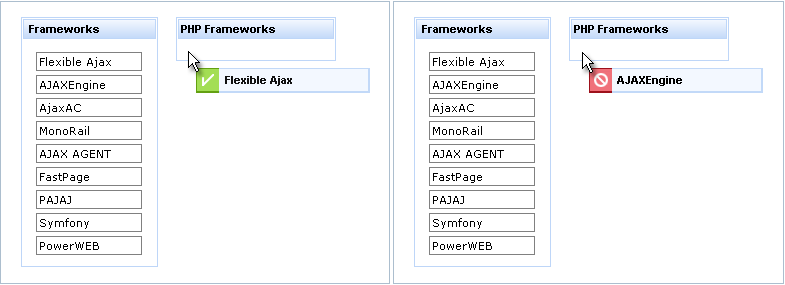 Frameworks
Flexible Ajax
AJAXEngine
AjaxAC
MonoRail
AJAX AGENT
FastPage
PAJAJ
Symfony
PowerWEB
PHP Frameworks
Flexible Ajax
Frameworks
Flexible Ajax
AJAXEngine
AjaxAC
MonoRail
AJAX AGENT
FastPage
PAJAJ
Symfony
PowerWEB
PHP Frameworks
AJAXEngine